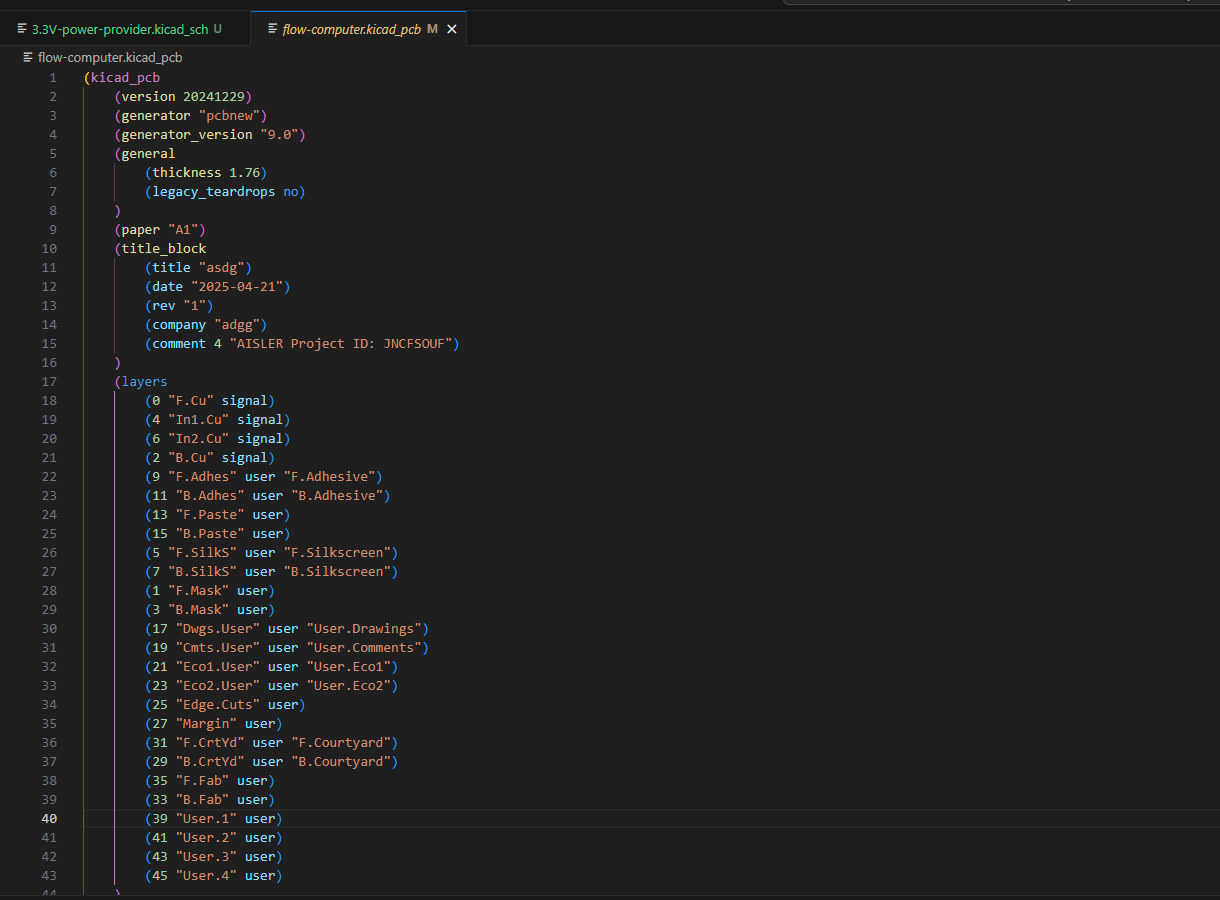 3.3V-power-provider.kicad_sch U
flow-computer.kicad_pcb M
flow-computer.kicad_pcb
1 (kicad_pcb
2 (version 20241229)
3 (generator "pcbnew")
4 (generator_version "9.0")
5 (general
6 (thickness 1.76)
7 (legacy_teardrops no)
8 )
9 (paper "A1")
10 (title_block
11 (title "asdg")
12 (date "2025-04-21")
13 (rev "1")
14 (company "adgg")
15 (comment 4 "AISLER Project ID: JNCFSOUF")
16 )
17 (layers
18 (0 "F.Cu" signal)
19 (4 "In1.Cu" signal)
20 (6 "In2.Cu" signal)
21 (2 "B.Cu" signal)
22 (9 "F.Adhes" user "F.Adhesive")
23 (11 "B.Adhes" user "B.Adhesive")
24 (13 "F.Paste" user)
25 (15 "B.Paste" user)
26 (5 "F.SilkS" user "F.Silkscreen")
27 (7 "B.SilkS" user "B.Silkscreen")
28 (1 "F.Mask" user)
29 (3 "B.Mask" user)
30 (17 "Dwgs.User" user "User.Drawings")
31 (19 "Cmts.User" user "User.Comments")
32 (21 "Eco1.User" user "User.Eco1")
33 (23 "Eco2.User" user "User.Eco2")
34 (25 "Edge.Cuts" user)
35 (27 "Margin" user)
36 (31 "F.CrtYd" user "F.Courtyard")
37 (29 "B.CrtYd" user "B.Courtyard")
38 (35 "F.Fab" user)
39 (33 "B.Fab" user)
40 (39 "User.1" user)
41 (41 "User.2" user)
42 (43 "User.3" user)
43 (45 "User.4" user)
44 )